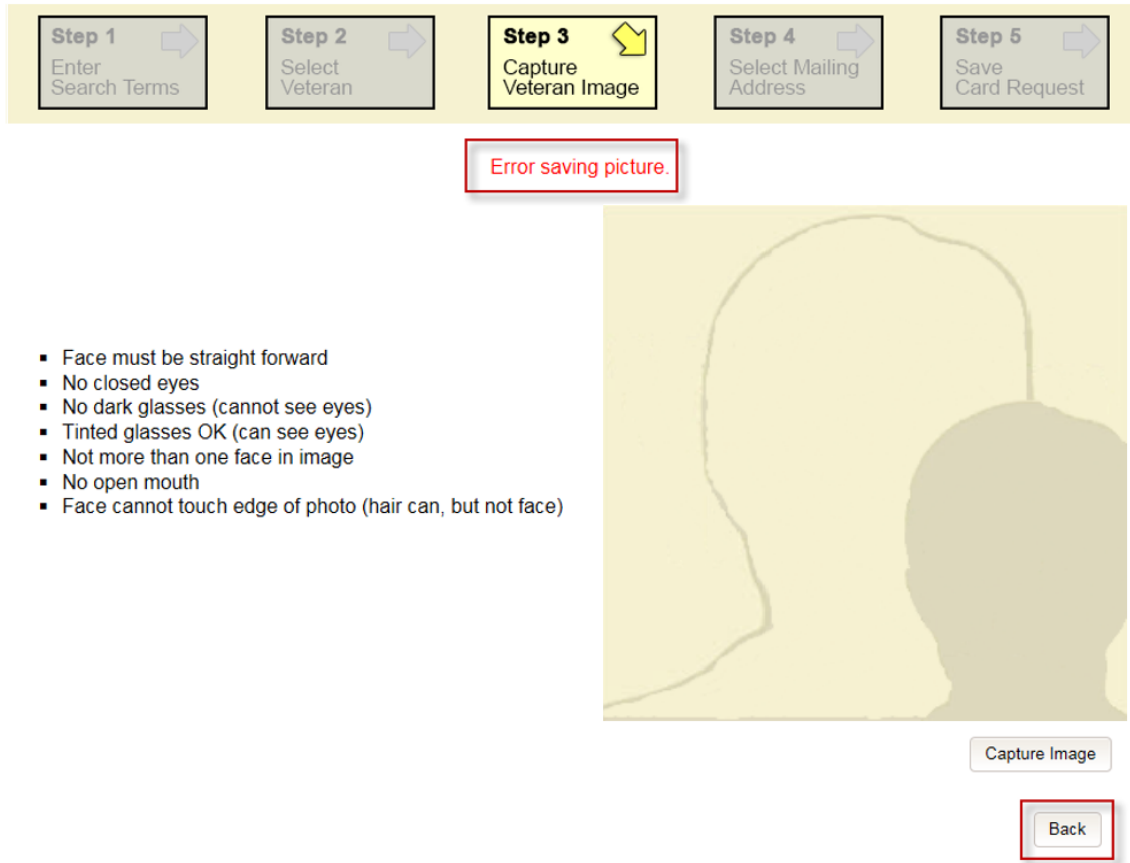 Step 1
Enter
Search Terms
Step 2
Select
Veteran
Step 3
Capture
Veteran Image
Step 4
Select Mailing
Address
Step 5
Save
Card Request
Error saving picture.
▪ Face must be straight forward
▪ No closed eyes
▪ No dark glasses (cannot see eyes)
▪ Tinted glasses OK (can see eyes)
▪ Not more than one face in image
▪ No open mouth
▪ Face cannot touch edge of photo (hair can, but not face)
Capture Image
Back